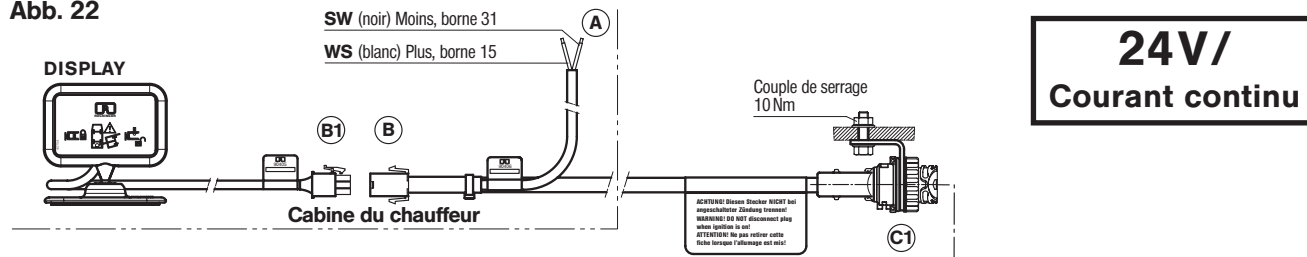 Abb. 22
SW (noir) Moins, borne 31
WS (blanc) Plus, borne 15
A
24V/
Courant continu
DISPLAY
Couple de serrage
10 Nm
B1
B
Cabine du chauffeur
ACHTUNG! Diesen Stecker NICHT bei
angeschalteter Zündung trennen!
WARNING! DO NOT disconnect plug
when ignition is on!
ATTENTION! Ne pas retirer cette
fiche lorsque l'allumage est mis!
C1